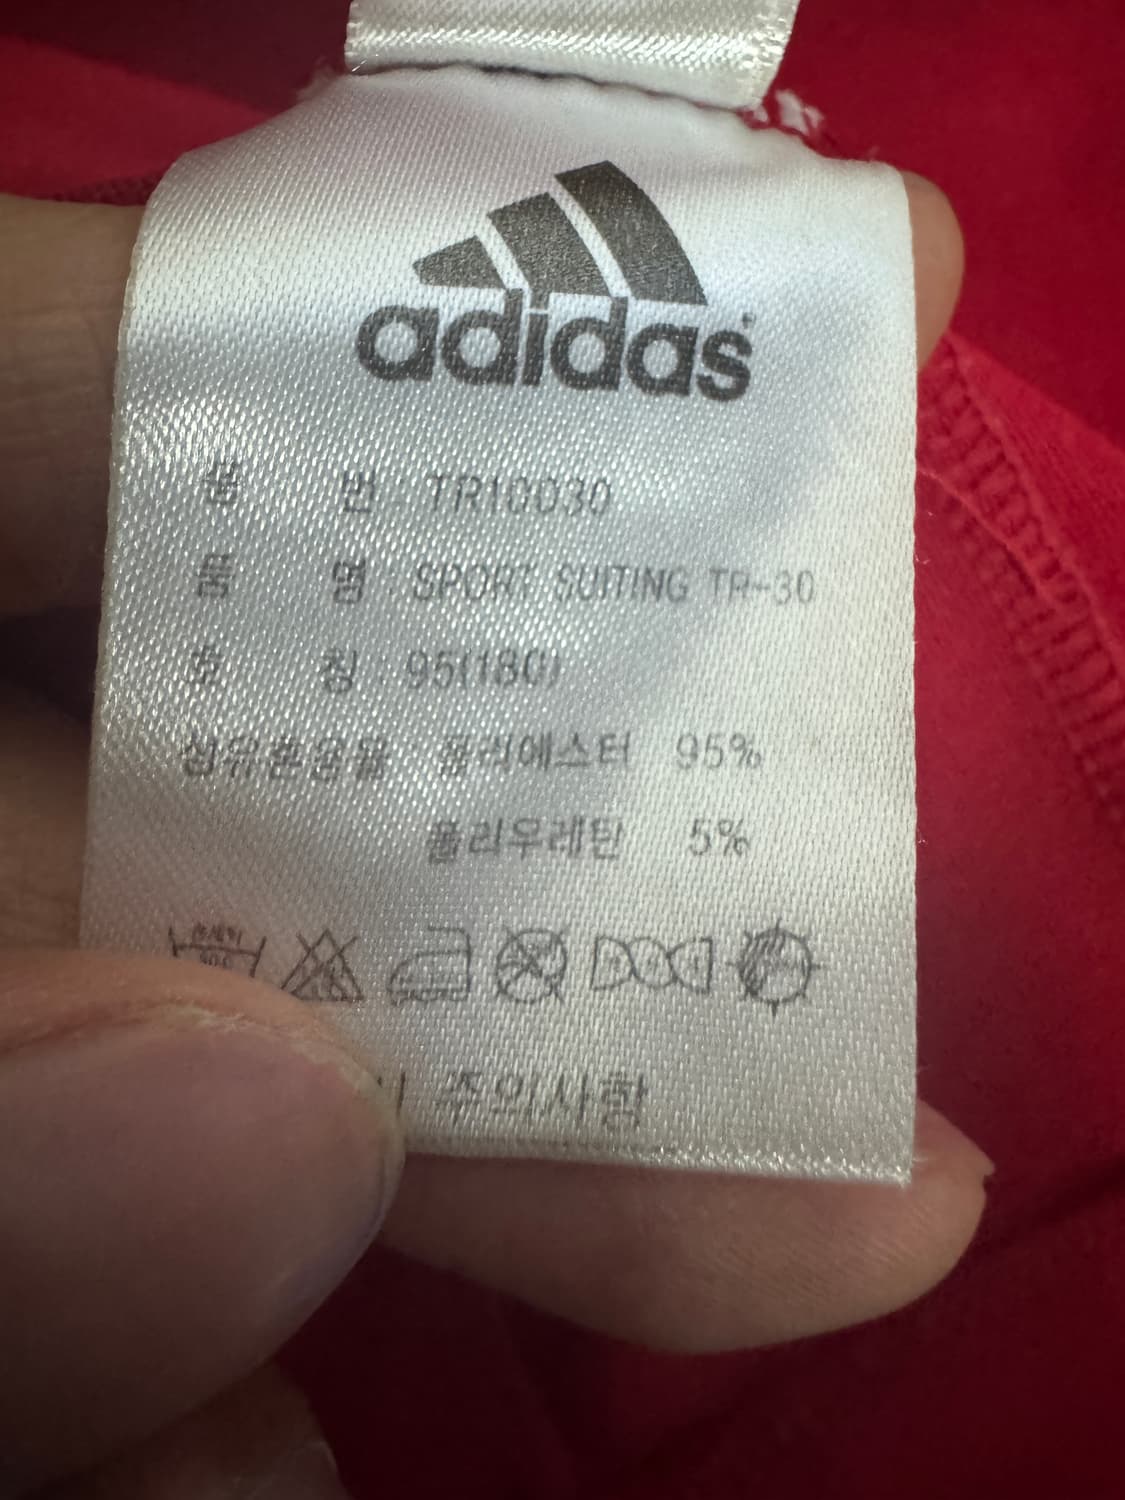 adidas
품 번 : TR10030
품 명 : SPORT SUITING TR-30
호 칭 : 95(180)
섬유혼용율 : 폴리에스터 95%
폴리우레탄 5%
주의사항